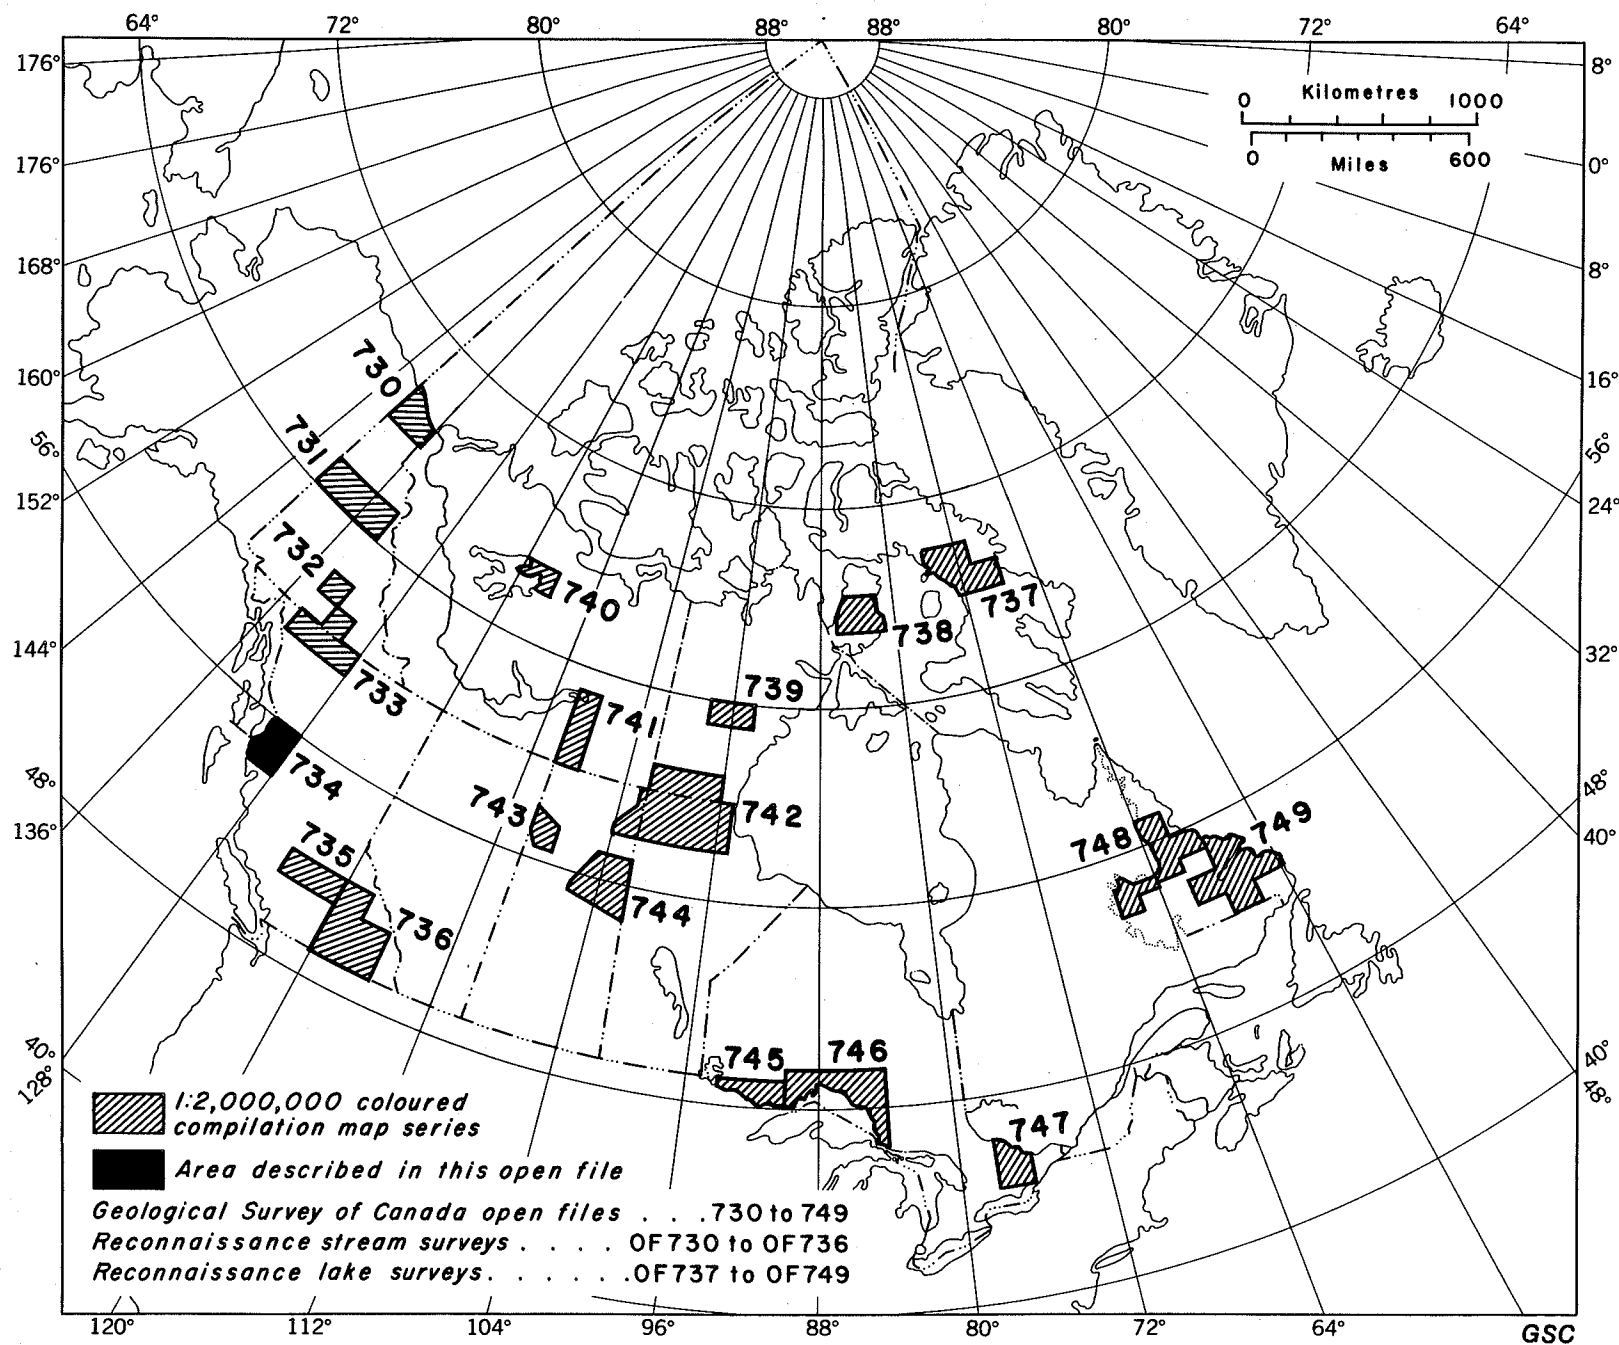 64° 72° 80° 88° 88° 80° 72° 64°
176° 8°
0 Kilometres 1000
0 Miles 600
176° 0°
168° 8°
160° 16°
730
731
56° 56°
152° 24°
732
740
737
738
144° 32°
733
739
741
734
48° 48°
743
742
136° 40°
735
748
749
736
744
40° 40°
745 746
128° 48°
747
1:2,000,000 coloured
compilation map series
Area described in this open file
Geological Survey of Canada open files . . .730 to 749
Reconnaissance stream surveys . . . . OF730 to OF736
Reconnaissance lake surveys. . . . . .OF737 to OF749
120° 112° 104° 96° 88° 80° 72° 64°
GSC